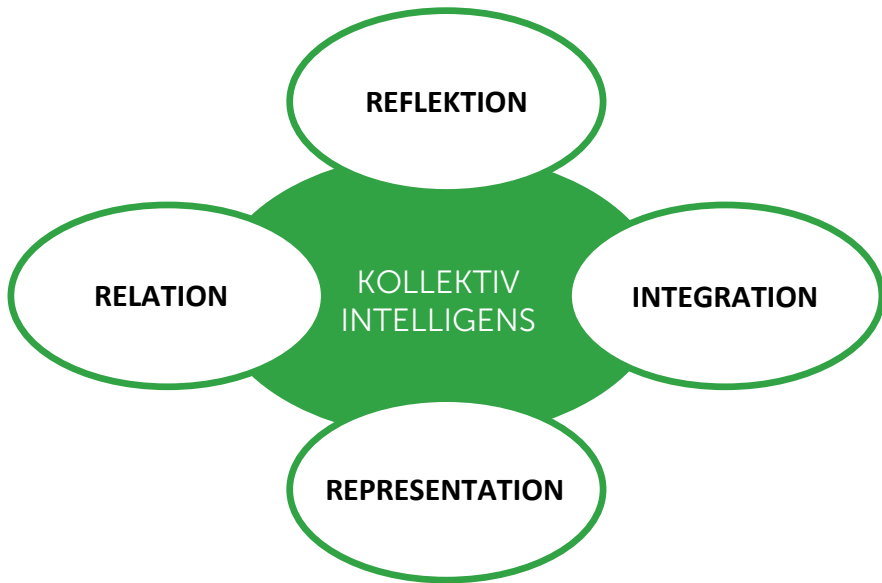 REFLEKTION
RELATION
KOLLEKTIV
INTELLIGENS
INTEGRATION
REPRESENTATION